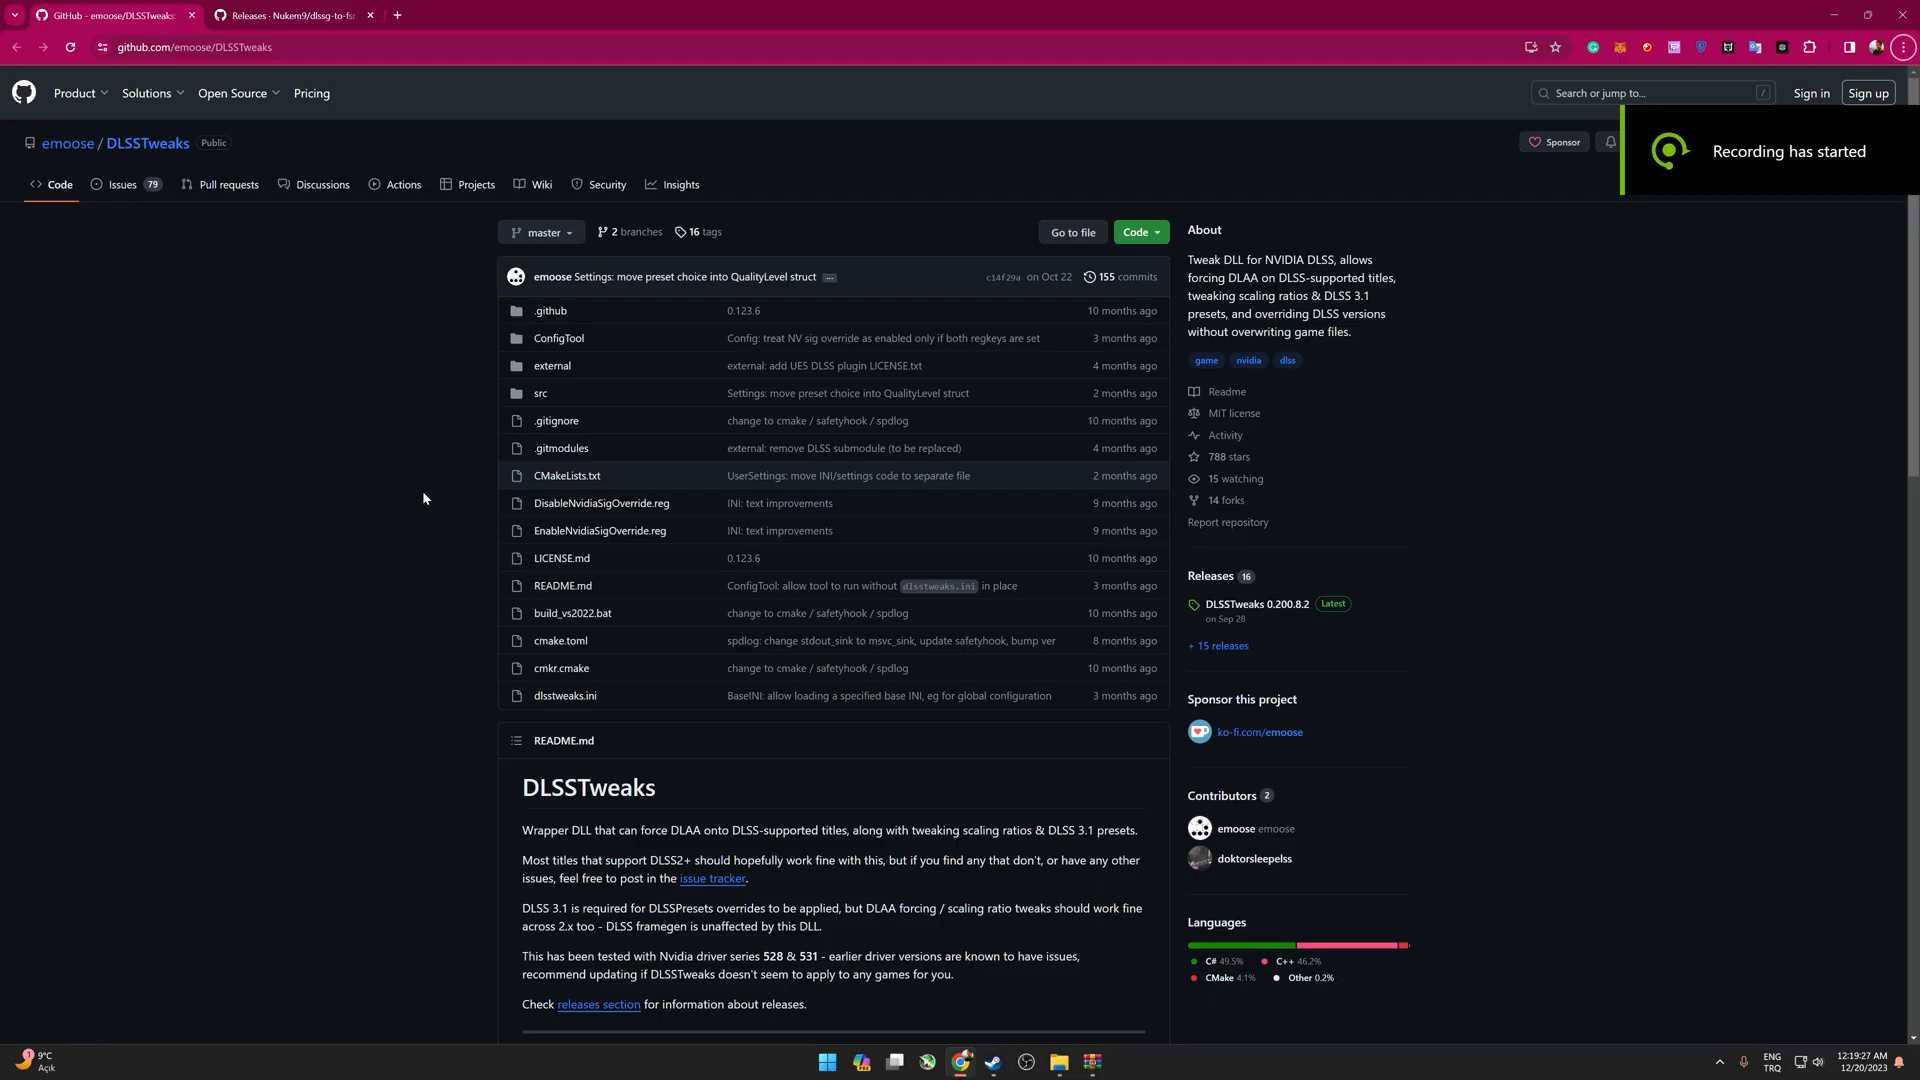 GitHub - emoose/DLSSTweaks:
Releases · Nukem9/dlssg-to-fsr
github.com/emoose/DLSSTweaks
Product
Solutions
Open Source
Pricing
Search or jump to...
/
Sign in
Sign up
emoose / DLSSTweaks
Public
Sponsor
Recording has started
Code
Issues 79
Pull requests
Discussions
Actions
Projects
Wiki
Security
Insights
master
2 branches
16 tags
Go to file
Code
emoose Settings: move preset choice into QualityLevel struct ...
c14f29a on Oct 22
155 commits
.github 0.123.6 10 months ago
ConfigTool Config: treat NV sig override as enabled only if both regkeys are set 3 months ago
external external: add UE5 DLSS plugin LICENSE.txt 4 months ago
src Settings: move preset choice into QualityLevel struct 2 months ago
.gitignore change to cmake / safetyhook / spdlog 10 months ago
.gitmodules external: remove DLSS submodule (to be replaced) 4 months ago
CMakeLists.txt UserSettings: move INI/settings code to separate file 2 months ago
DisableNvidiaSigOverride.reg INI: text improvements 9 months ago
EnableNvidiaSigOverride.reg INI: text improvements 9 months ago
LICENSE.md 0.123.6 10 months ago
README.md ConfigTool: allow tool to run without dlsstweaks.ini in place 3 months ago
build_vs2022.bat change to cmake / safetyhook / spdlog 10 months ago
cmake.toml spdlog: change stdout_sink to msvc_sink, update safetyhook, bump ver 8 months ago
cmkr.cmake change to cmake / safetyhook / spdlog 10 months ago
dlsstweaks.ini BaseINI: allow loading a specified base INI, eg for global configuration 3 months ago
README.md
DLSSTweaks
Wrapper DLL that can force DLAA onto DLSS-supported titles, along with tweaking scaling ratios & DLSS 3.1 presets.
Most titles that support DLSS2+ should hopefully work fine with this, but if you find any that don't, or have any other
issues, feel free to post in the issue tracker.
DLSS 3.1 is required for DLSSPresets overrides to be applied, but DLAA forcing / scaling ratio tweaks should work fine
across 2.x too - DLSS framegen is unaffected by this DLL.
This has been tested with Nvidia driver series 528 & 531 - earlier driver versions are known to have issues,
recommend updating if DLSSTweaks doesn't seem to apply to any games for you.
Check releases section for information about releases.
About
Tweak DLL for NVIDIA DLSS, allows
forcing DLAA on DLSS-supported titles,
tweaking scaling ratios & DLSS 3.1
presets, and overriding DLSS versions
without overwriting game files.
game nvidia dlss
Readme
MIT license
Activity
788 stars
15 watching
14 forks
Report repository
Releases 16
DLSSTweaks 0.200.8.2 Latest
on Sep 28
+ 15 releases
Sponsor this project
ko-fi.com/emoose
Contributors 2
emoose emoose
doktorsleepelss
Languages
C# 49.5% C++ 46.2%
CMake 4.1% Other 0.2%
1
9°C
Açık
ENG
TRQ
12:19:27 AM
12/20/2023